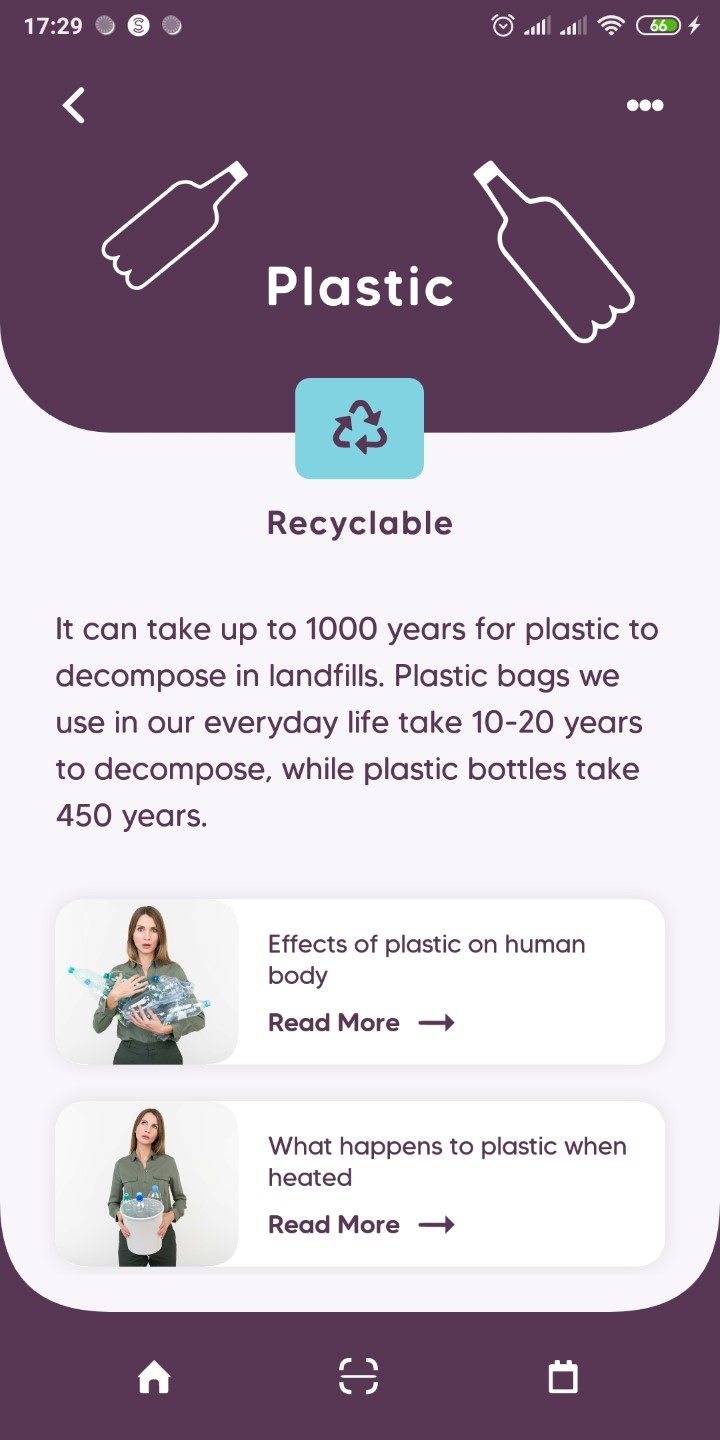 17:29
66
Plastic
Recyclable
It can take up to 1000 years for plastic to
decompose in landfills. Plastic bags we
use in our everyday life take 10-20 years
to decompose, while plastic bottles take
450 years.
Effects of plastic on human
body
Read More
What happens to plastic when
heated
Read More